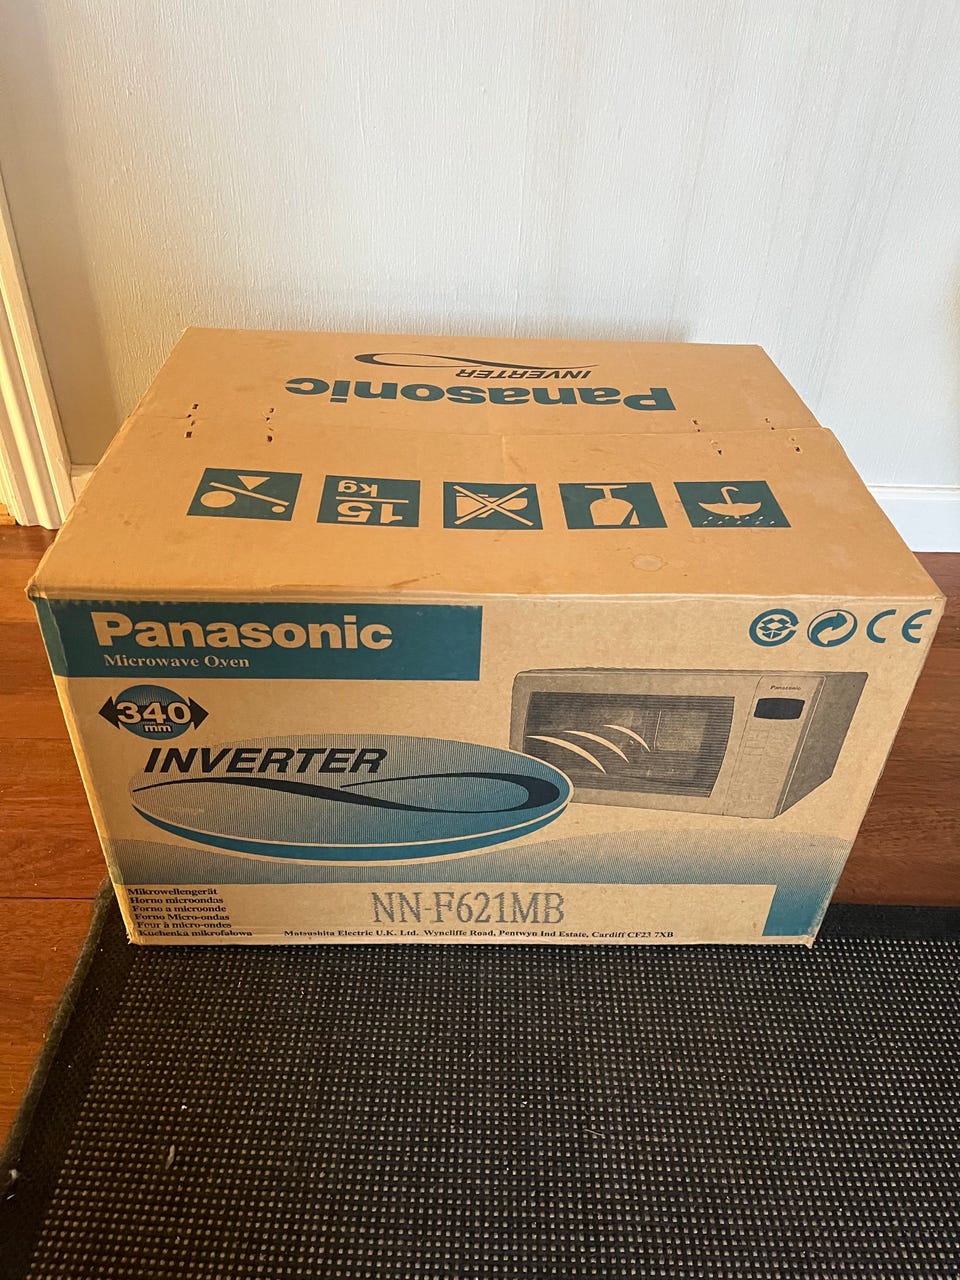 INVERTER
Panasonic
15
kg
Panasonic
Microwave Oven
CE
340
mm
INVERTER
Panasonic
Mikrowellengerät
Horno microondas
Forno a microonde
Forno Micro-ondas
Four à micro-ondes
Kuchenka mikrofalowa
NN-F621MB
Matsushita Electric U.K. Ltd. Wyncliffe Road, Pentwyn Ind Estate, Cardiff CF23 7XB